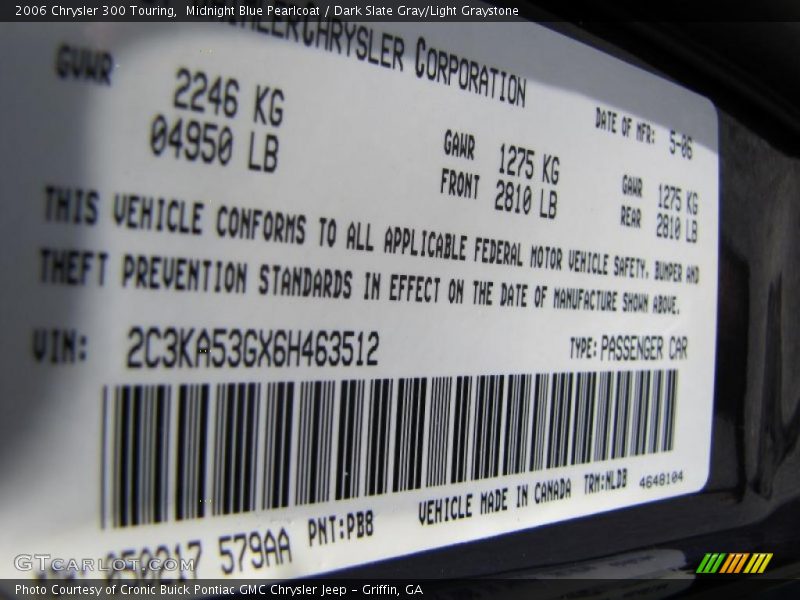 2006 Chrysler 300 Touring, Midnight Blue Pearlcoat / Dark Slate Gray/Light Graystone
DAIMLERCHRYSLER CORPORATION
GVWR
DATE OF MFR: 5-06
2246 KG
04950 LB
GAWR 1275 KG
FRONT 2810 LB
GAWR 1275 KG
REAR 2810 LB
THIS VEHICLE CONFORMS TO ALL APPLICABLE FEDERAL MOTOR VEHICLE SAFETY, BUMPER AND
THEFT PREVENTION STANDARDS IN EFFECT ON THE DATE OF MANUFACTURE SHOWN ABOVE.
VIN: 2C3KA53GX6H463512 TYPE: PASSENGER CAR
VEHICLE MADE IN CANADA TRM:NLDB 4648104
579AA PNT:PB8
GTCarLot.com
Photo Courtesy of Cronic Buick Pontiac GMC Chrysler Jeep – Griffin, GA